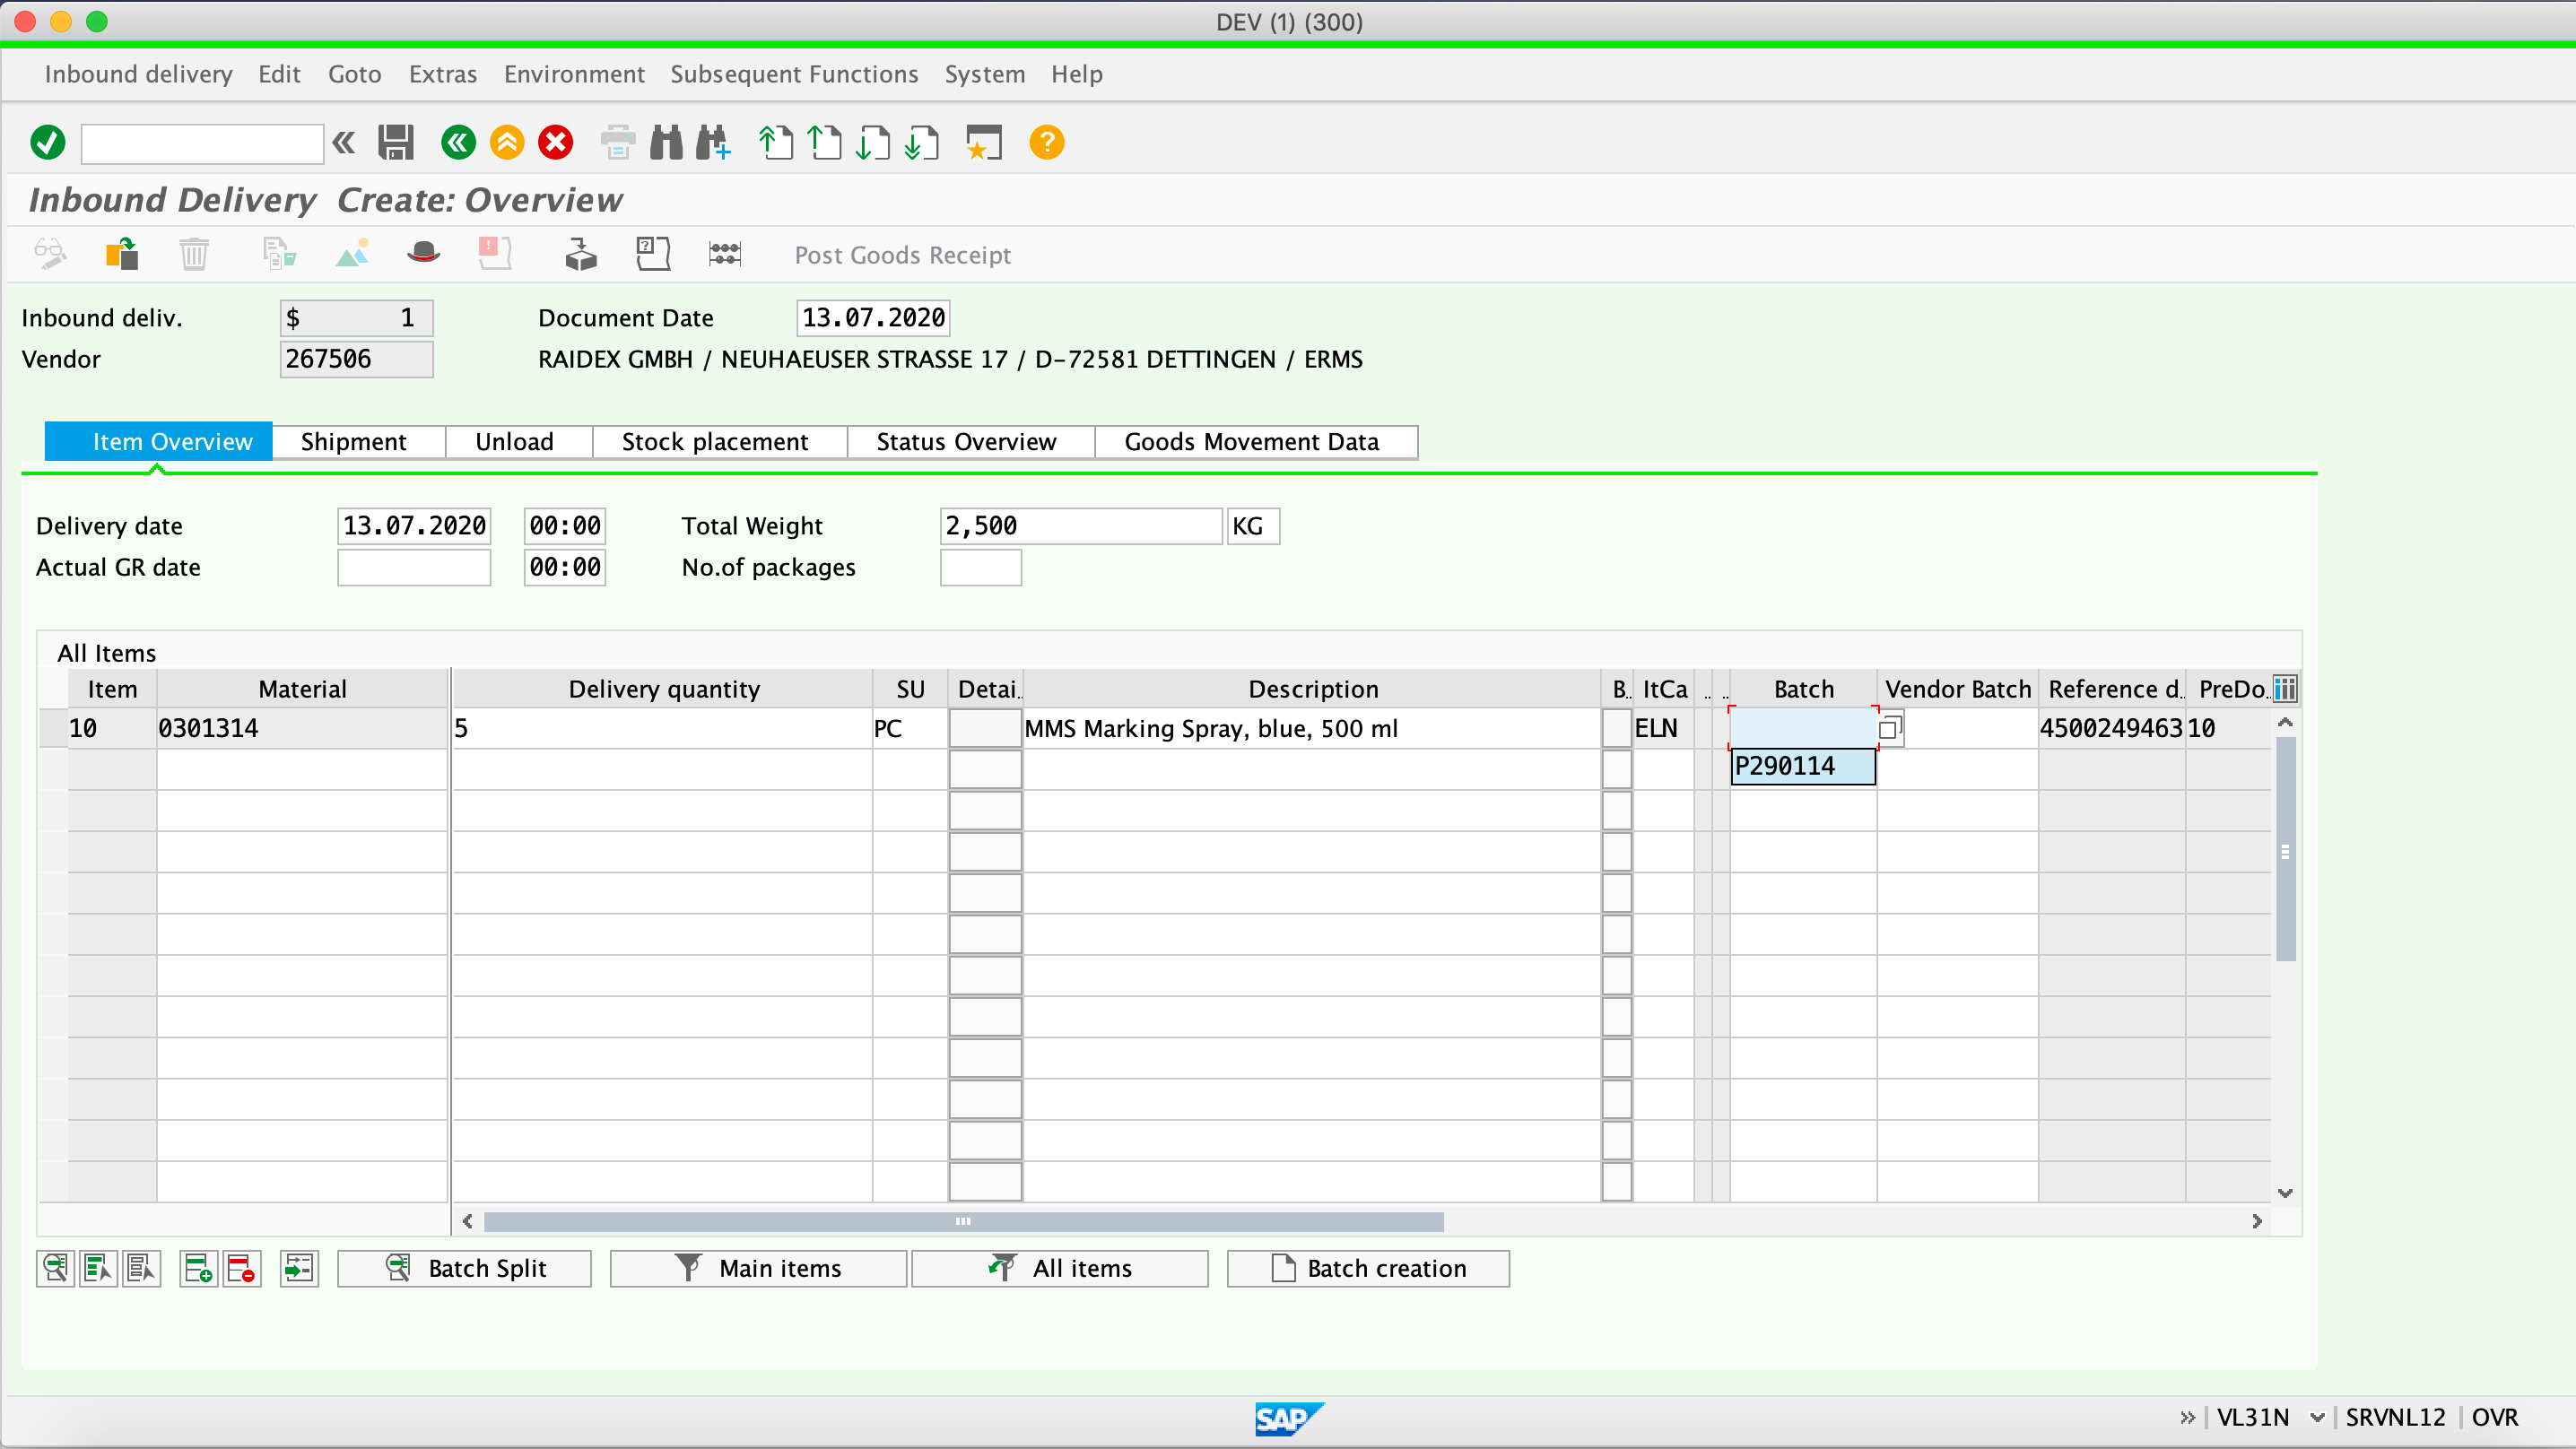 DEV (1) (300)
Inbound delivery Edit Goto Extras Environment Subsequent Functions System Help
Inbound Delivery Create: Overview
Post Goods Receipt
Inbound deliv. $ 1 Document Date 13.07.2020
Vendor 267506 RAIDEX GMBH / NEUHAEUSER STRASSE 17 / D-72581 DETTINGEN / ERMS
Item Overview Shipment Unload Stock placement Status Overview Goods Movement Data
Delivery date 13.07.2020 00:00 Total Weight 2,500 KG
Actual GR date 00:00 No.of packages
All Items
Item Material Delivery quantity SU Detai.. Description B.. ItCa .. .. Batch Vendor Batch Reference d.. PreDo..
10 0301314 5 PC MMS Marking Spray, blue, 500 ml ELN 4500249463 10
P290114
Batch Split Main items All items Batch creation
SAP
VL31N SRVNL12 OVR